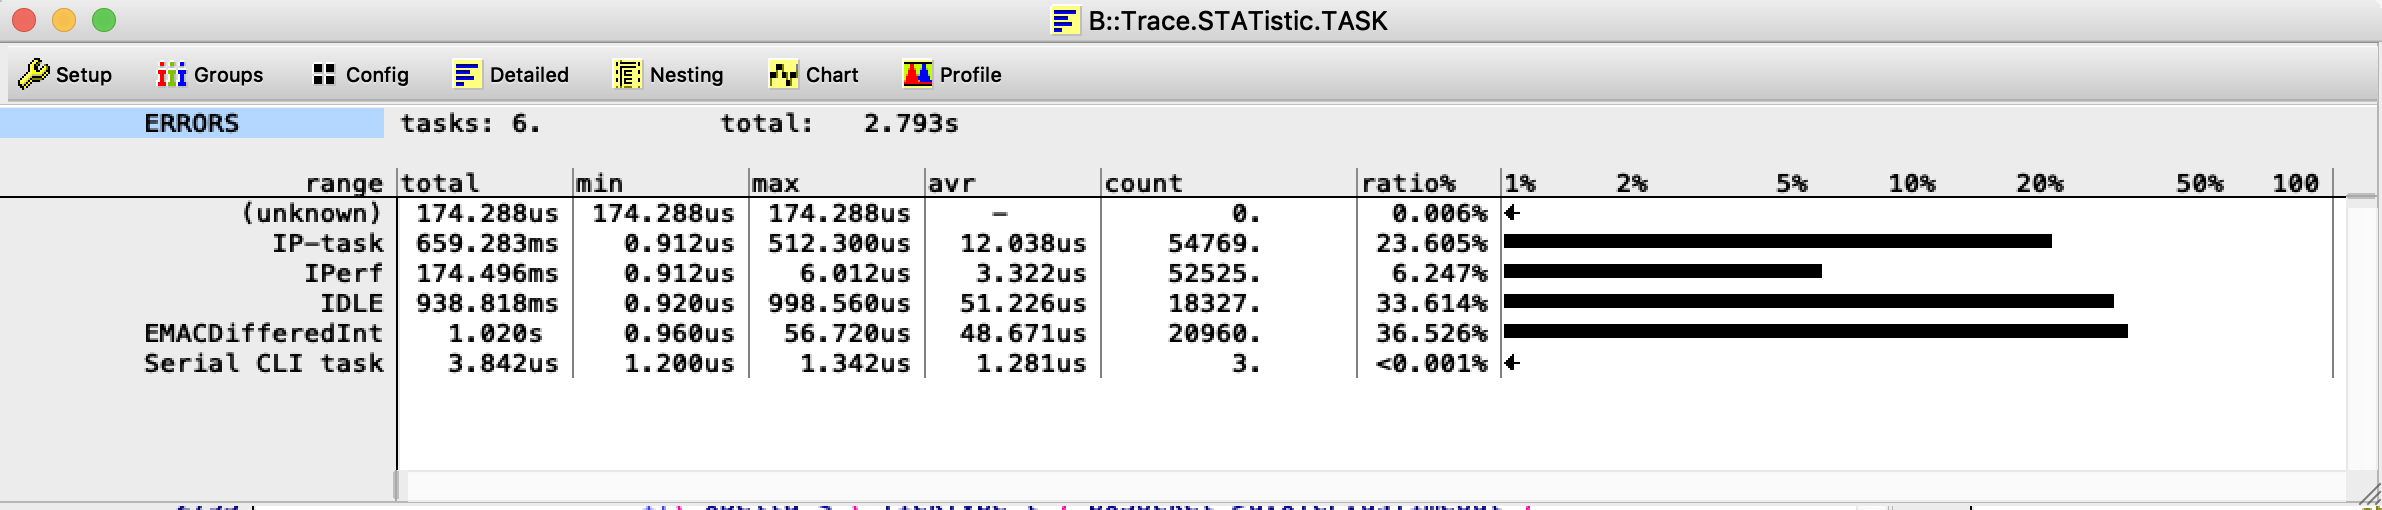 B::Trace.STATistic.TASK
Setup Groups Config Detailed Nesting Chart Profile
ERRORS tasks: 6. total: 2.793s
range total min max avr count ratio% 1% 2% 5% 10% 20% 50% 100
(unknown) 174.288us 174.288us 174.288us - 0. 0.006%
IP-task 659.283ms 0.912us 512.300us 12.038us 54769. 23.605%
IPerf 174.496ms 0.912us 6.012us 3.322us 52525. 6.247%
IDLE 938.818ms 0.920us 998.560us 51.226us 18327. 33.614%
EMACDifferedInt 1.020s 0.960us 56.720us 48.671us 20960. 36.526%
Serial CLI task 3.842us 1.200us 1.342us 1.281us 3. <0.001%